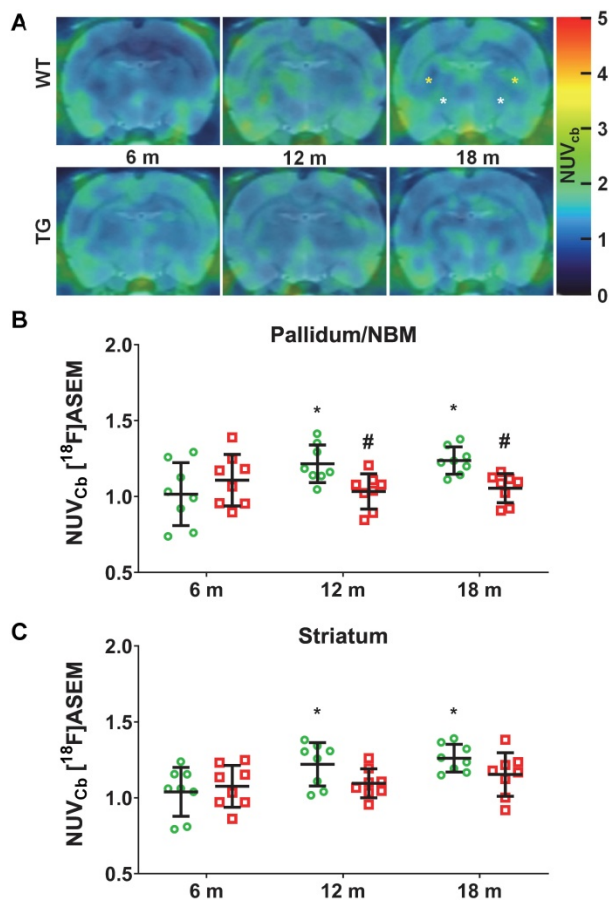 A
WT
6 m
12 m
18 m
* *
* *
TG
5
4
3
2
1
0
NUVcb
B
Pallidum/NBM
NUVCb [18F]ASEM
2.0
1.5
1.0
0.5
* # * #
6 m 12 m 18 m
C
Striatum
NUVCb [18F]ASEM
2.0
1.5
1.0
0.5
* *
6 m 12 m 18 m